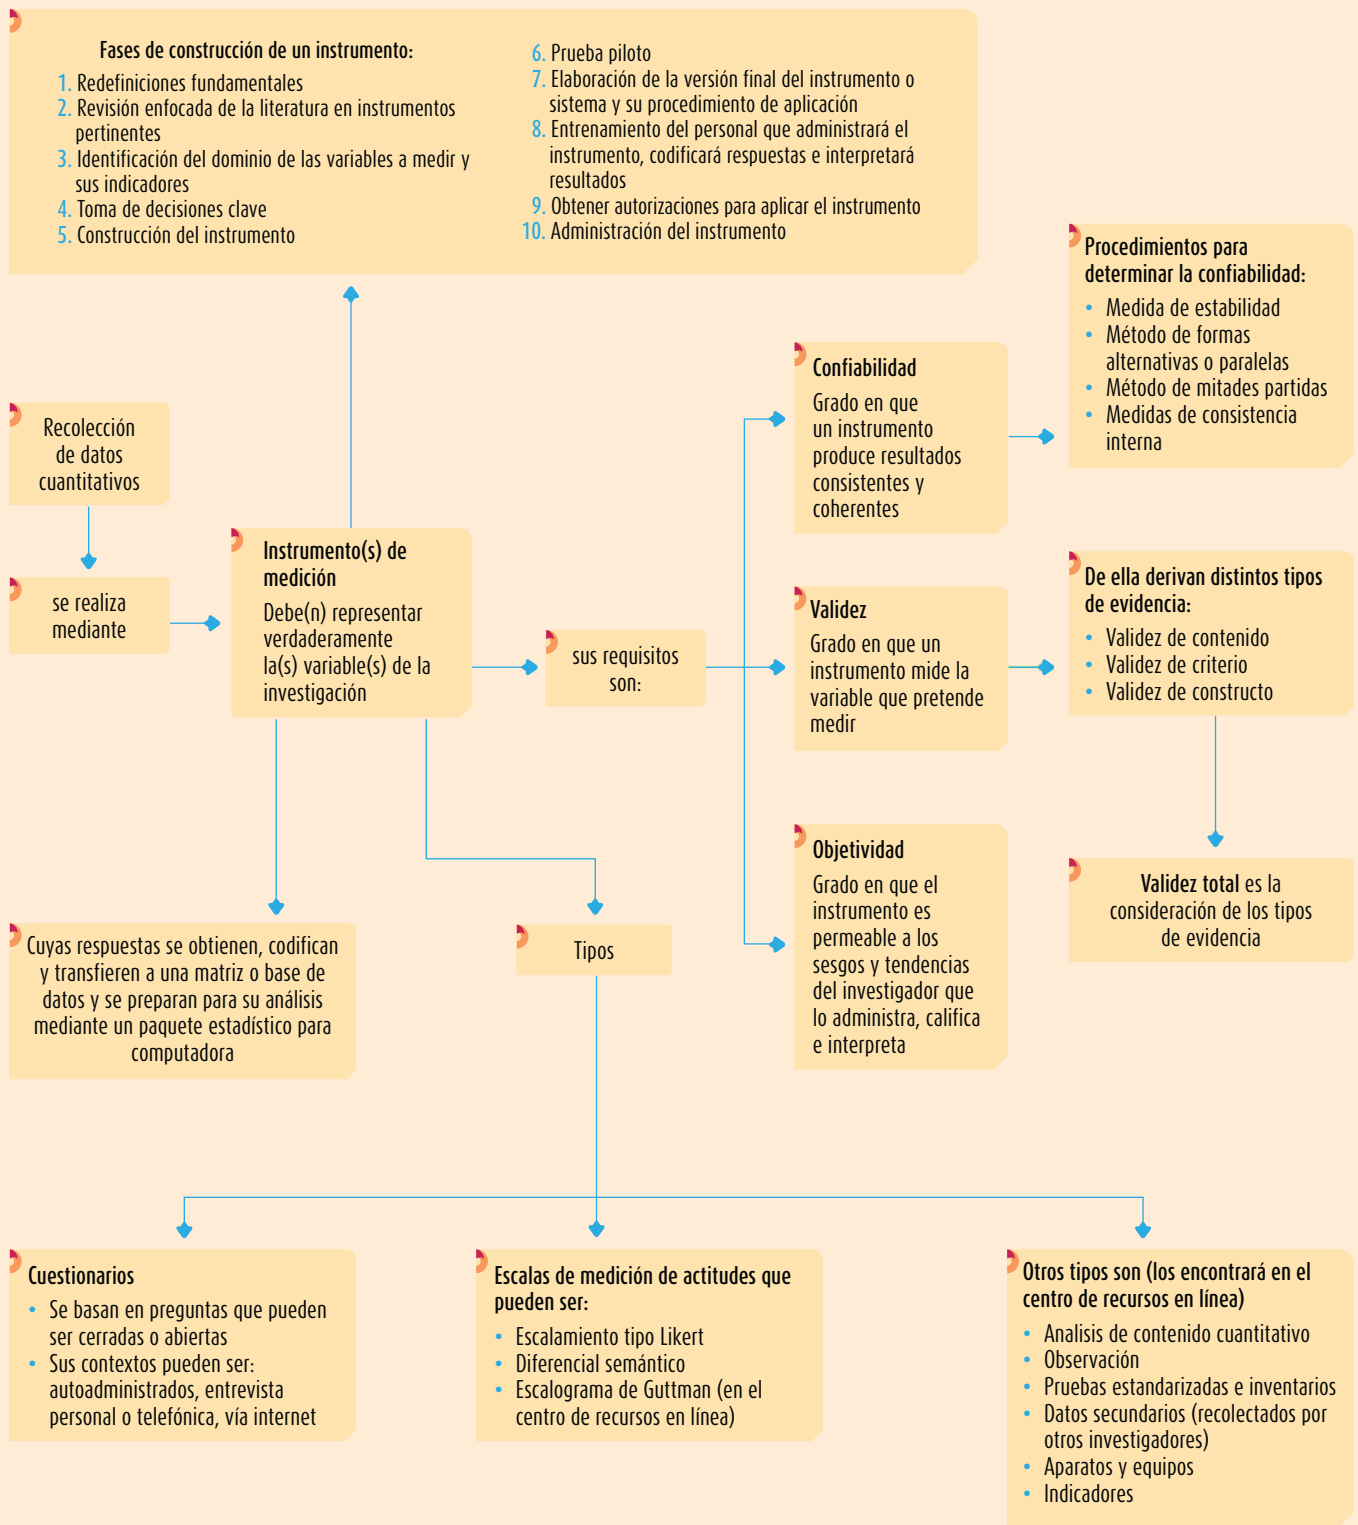 Fases de construcción de un instrumento:
1. Redefiniciones fundamentales
2. Revisión enfocada de la literatura en instrumentos
pertinentes
3. Identificación del dominio de las variables a medir y
sus indicadores
4. Toma de decisiones clave
5. Construcción del instrumento
6. Prueba piloto
7. Elaboración de la versión final del instrumento o
sistema y su procedimiento de aplicación
8. Entrenamiento del personal que administrará el
instrumento, codificará respuestas e interpretará
resultados
9. Obtener autorizaciones para aplicar el instrumento
10. Administración del instrumento
Recolección
de datos
cuantitativos
se realiza
mediante
Instrumento(s) de
medición
Debe(n) representar
verdaderamente
la(s) variable(s) de la
investigación
sus requisitos
son:
Confiabilidad
Grado en que
un instrumento
produce resultados
consistentes y
coherentes
Procedimientos para
determinar la confiabilidad:
• Medida de estabilidad
• Método de formas
alternativas o paralelas
• Método de mitades partidas
• Medidas de consistencia
interna
Validez
Grado en que un
instrumento mide la
variable que pretende
medir
De ella derivan distintos tipos
de evidencia:
• Validez de contenido
• Validez de criterio
• Validez de constructo
Validez total es la
consideración de los tipos
de evidencia
Objetividad
Grado en que el
instrumento es
permeable a los
sesgos y tendencias
del investigador que
lo administra, califica
e interpreta
Cuyas respuestas se obtienen, codifican
y transfieren a una matriz o base de
datos y se preparan para su análisis
mediante un paquete estadístico para
computadora
Tipos
Cuestionarios
• Se basan en preguntas que pueden
ser cerradas o abiertas
• Sus contextos pueden ser:
autoadministrados, entrevista
personal o telefónica, vía internet
Escalas de medición de actitudes que
pueden ser:
• Escalamiento tipo Likert
• Diferencial semántico
• Escalograma de Guttman (en el
centro de recursos en línea)
Otros tipos son (los encontrará en el
centro de recursos en línea)
• Analisis de contenido cuantitativo
• Observación
• Pruebas estandarizadas e inventarios
• Datos secundarios (recolectados por
otros investigadores)
• Aparatos y equipos
• Indicadores